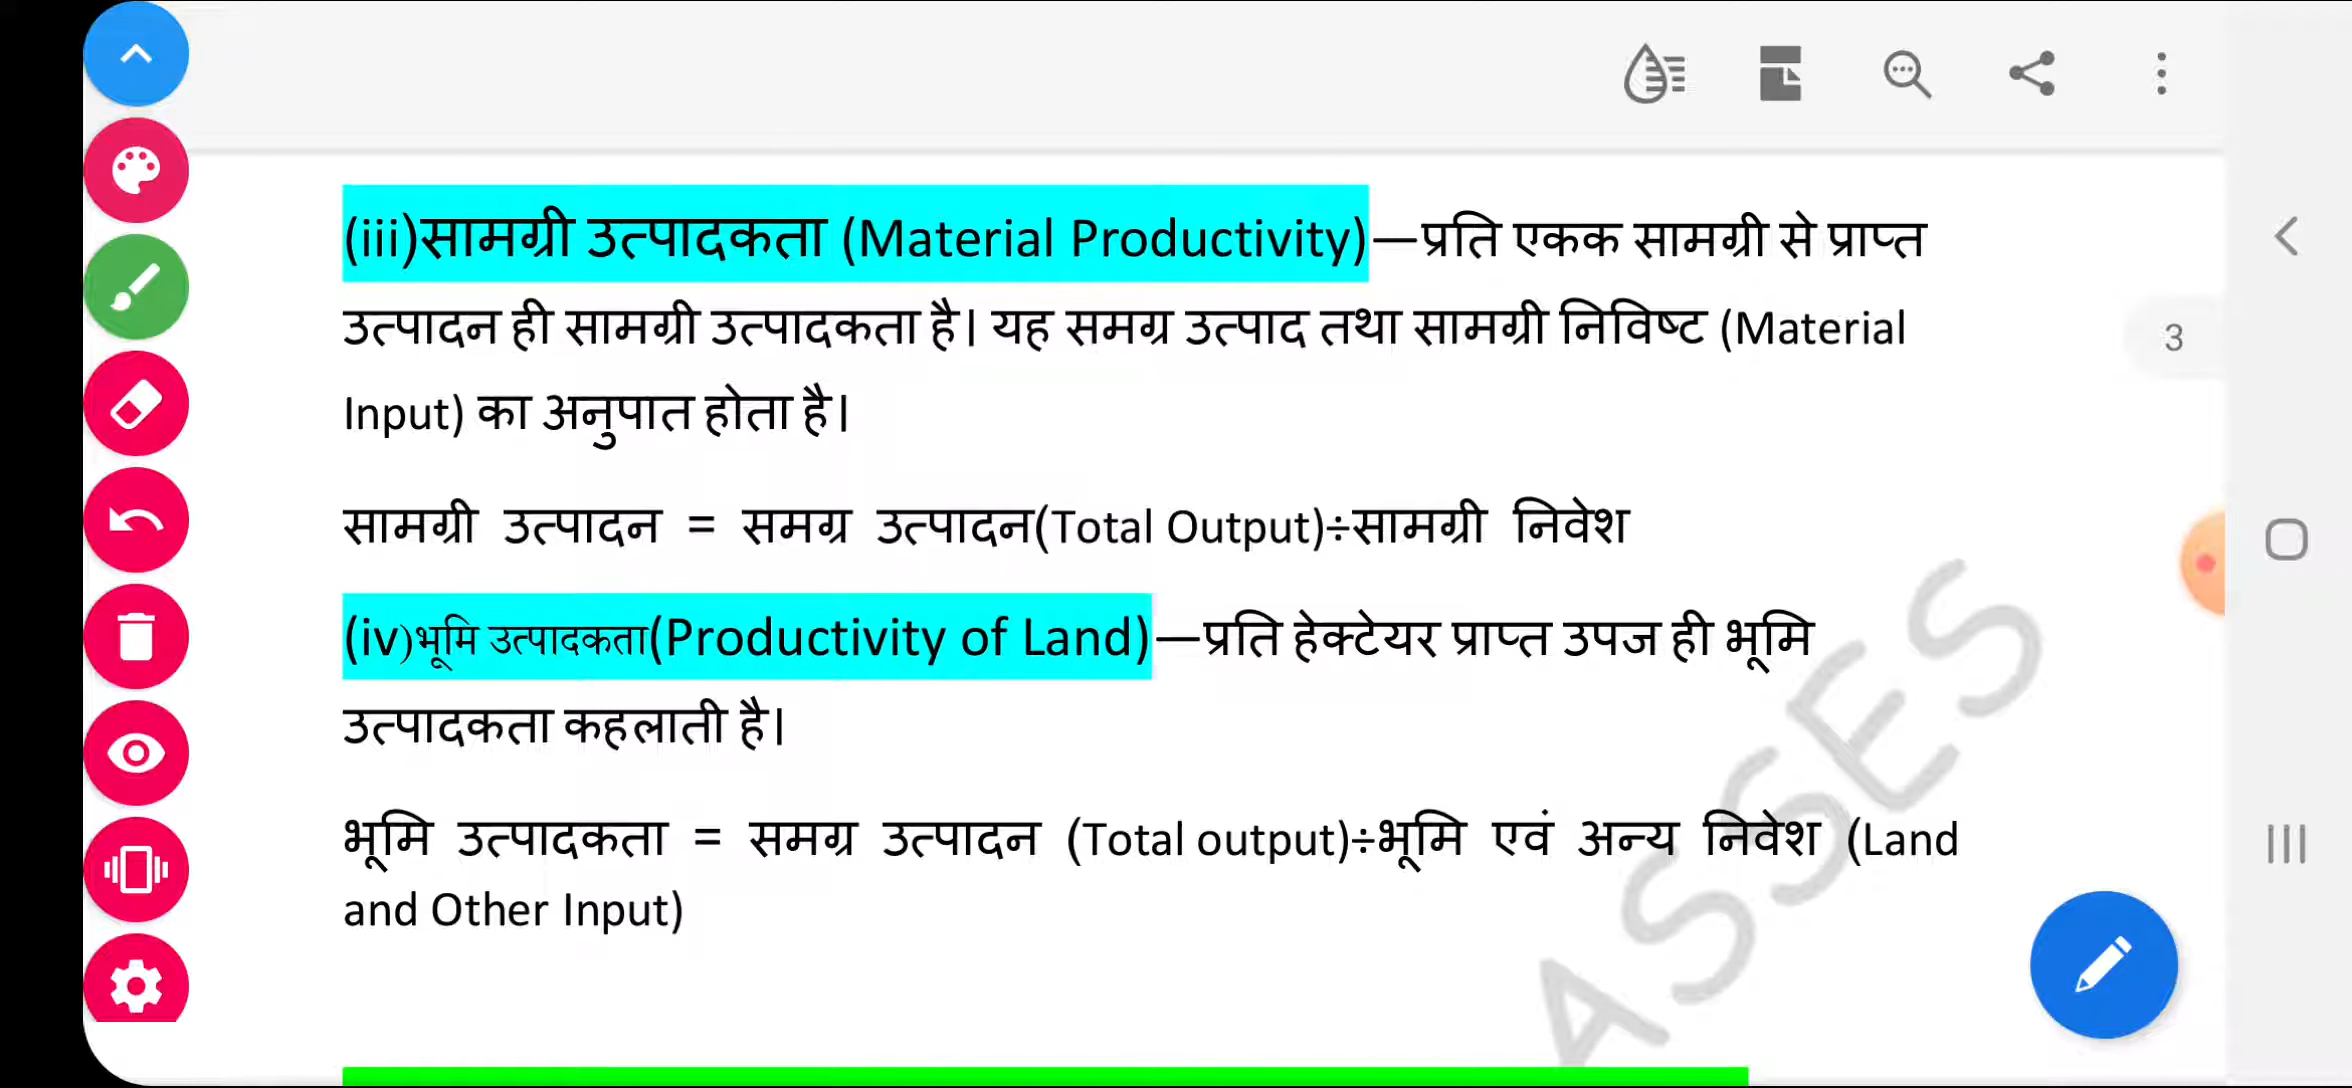 (iii)सामग्री उत्पादकता (Material Productivity)—प्रति एकक सामग्री से प्राप्त
उत्पादन ही सामग्री उत्पादकता है। यह समग्र उत्पाद तथा सामग्री निविष्ट (Material
3
Input) का अनुपात होता है।
सामग्री उत्पादन = समग्र उत्पादन(Total Output)÷सामग्री निवेश
(iv)भूमि उत्पादकता(Productivity of Land)—प्रति हेक्टेयर प्राप्त उपज ही भूमि
उत्पादकता कहलाती है।
भूमि उत्पादकता = समग्र उत्पादन (Total output)÷भूमि एवं अन्य निवेश (Land
and Other Input)
ASSES